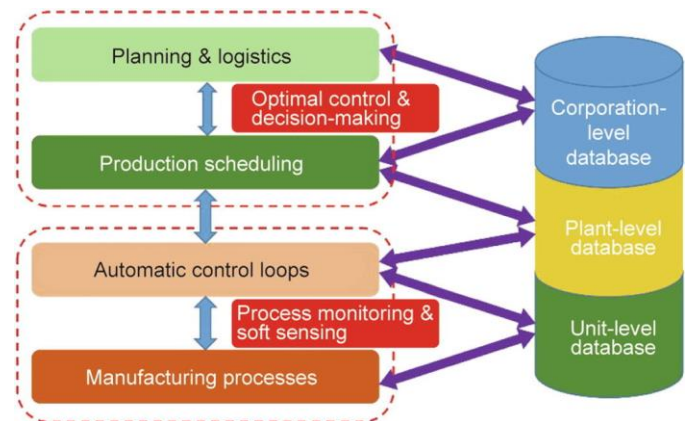 Planning & logistics
Optimal control &
decision-making
Production scheduling
Automatic control loops
Process monitoring &
soft sensing
Manufacturing processes
Corporation-
level
database
Plant-level
database
Unit-level
database